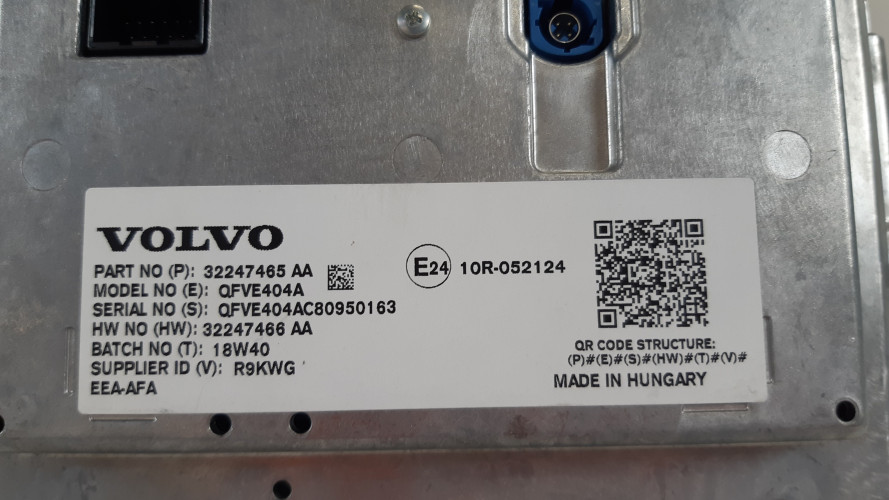 VOLVO
PART NO (P): 32247465 AA
MODEL NO (E): QFVE404A
SERIAL NO (S): QFVE404AC80950163
HW NO (HW): 32247466 AA
BATCH NO (T): 18W40
SUPPLIER ID (V): R9KWG
EEA-AFA
E24 10R-052124
QR CODE STRUCTURE:
(P)#(E)#(S)#(HW)#(T)#(V)#
MADE IN HUNGARY